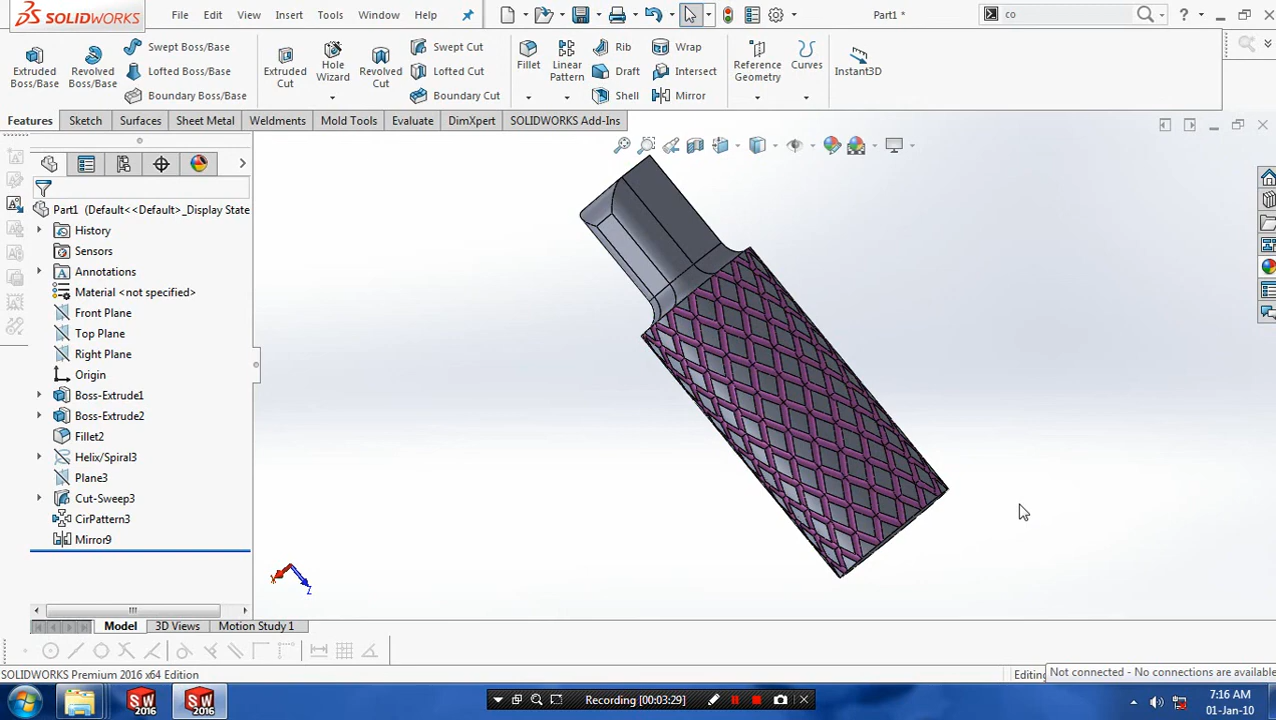 SOLIDWORKS
File Edit View Insert Tools Window Help
Part1 *
co
Extruded Boss/Base
Revolved Boss/Base
Swept Boss/Base
Lofted Boss/Base
Boundary Boss/Base
Extruded Cut
Hole Wizard
Revolved Cut
Swept Cut
Lofted Cut
Boundary Cut
Fillet
Linear Pattern
Rib
Draft
Shell
Wrap
Intersect
Mirror
Reference Geometry
Curves
Instant3D
Features Sketch Surfaces Sheet Metal Weldments Mold Tools Evaluate DimXpert SOLIDWORKS Add-Ins
Part1 (Default<<Default>_Display State
History
Sensors
Annotations
Material <not specified>
Front Plane
Top Plane
Right Plane
Origin
Boss-Extrude1
Boss-Extrude2
Fillet2
Helix/Spiral3
Plane3
Cut-Sweep3
CirPattern3
Mirror9
X
Z
Model 3D Views Motion Study 1
SOLIDWORKS Premium 2016 x64 Edition
Editing
Not connected - No connections are available
SW 2016
SW 2016
Recording [00:03:29]
7:16 AM
01-Jan-10